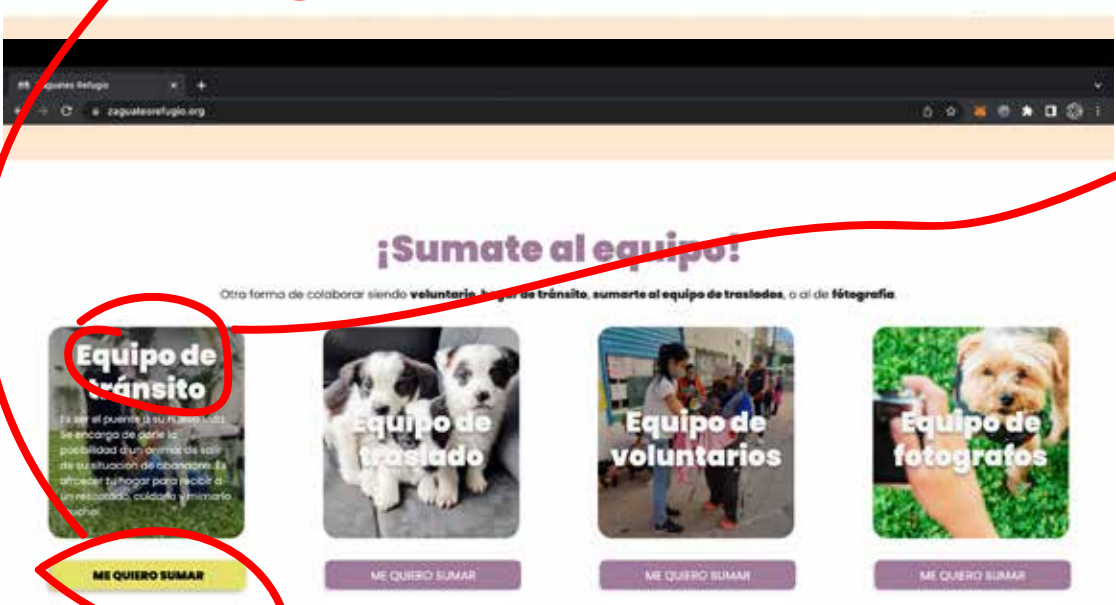 Zaguates Refugio
zaguatesrefugio.org
¡Sumate al equipo!
Otra forma de colaborar siendo voluntario, hogar de tránsito, sumarte al equipo de traslados, o al de fótografía.
Equipo de
tránsito
Es ser el puente a su nueva vida.
Se encarga de darle la
posibilidad a un animal de salir
de su situación de abandono. Es
ofrecer tu hogar para recibir a
un rescatado, cuidarlo y mimarlo
mucho!
ME QUIERO SUMAR
Equipo de
traslado
ME QUIERO SUMAR
Equipo de
voluntarios
ME QUIERO SUMAR
Equipo de
fotografos
ME QUIERO SUMAR